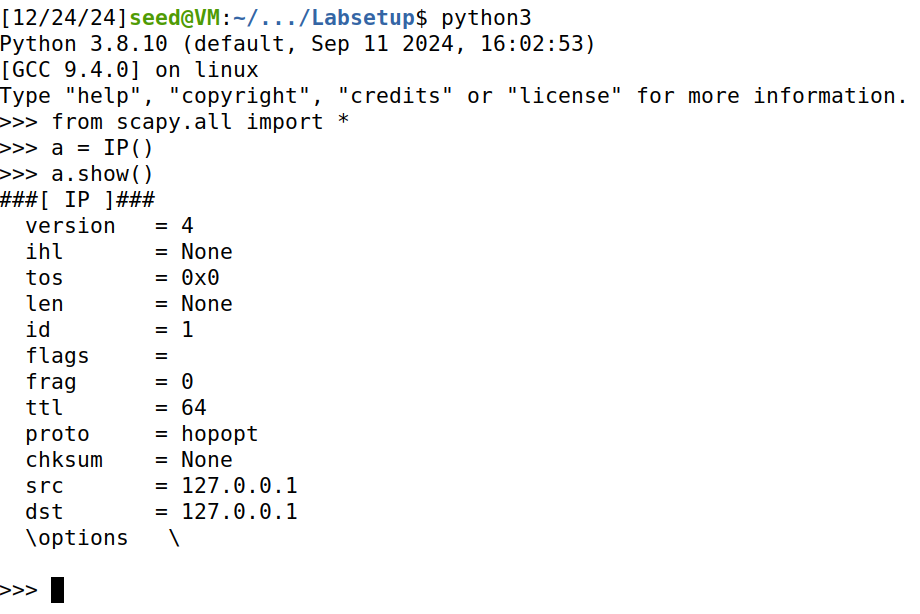 [12/24/24]seed@VM:~/.../Labsetup$ python3
Python 3.8.10 (default, Sep 11 2024, 16:02:53)
[GCC 9.4.0] on linux
Type "help", "copyright", "credits" or "license" for more information.
>>> from scapy.all import *
>>> a = IP()
>>> a.show()
###[ IP ]###
  version   = 4
  ihl       = None
  tos       = 0x0
  len       = None
  id        = 1
  flags     =
  frag      = 0
  ttl       = 64
  proto     = hopopt
  chksum    = None
  src       = 127.0.0.1
  dst       = 127.0.0.1
  \options   \
>>>